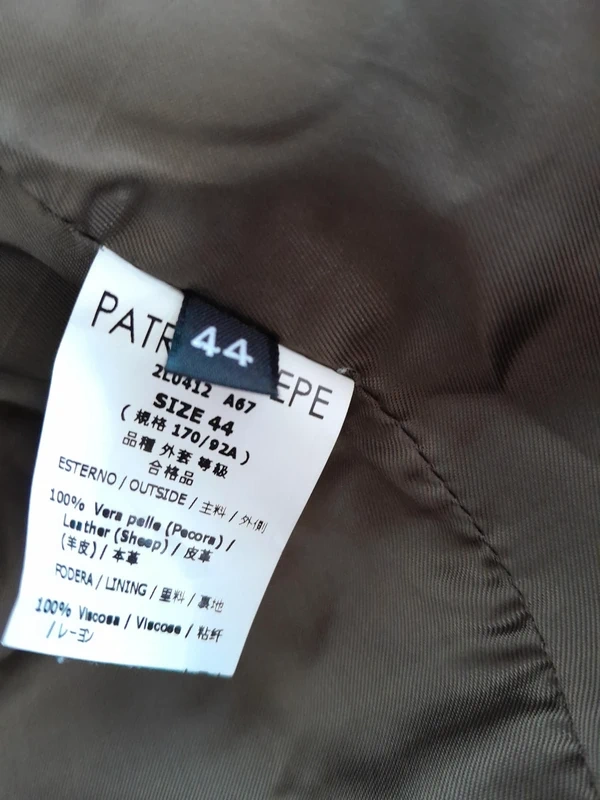 PATR
EPE
44
2L0412 A67
SIZE 44
( 規格 170/92A )
品種 外套 等級
合格品
ESTERNO / OUTSIDE / 主料 / 外側
100% Vera pelle (Pecora) /
Leather (Sheep) / 皮革
(羊皮) / 本革
FODERA / LINING / 里料 / 裏地
100% Viscosa / Viscose / 粘纤
/ レーヨン